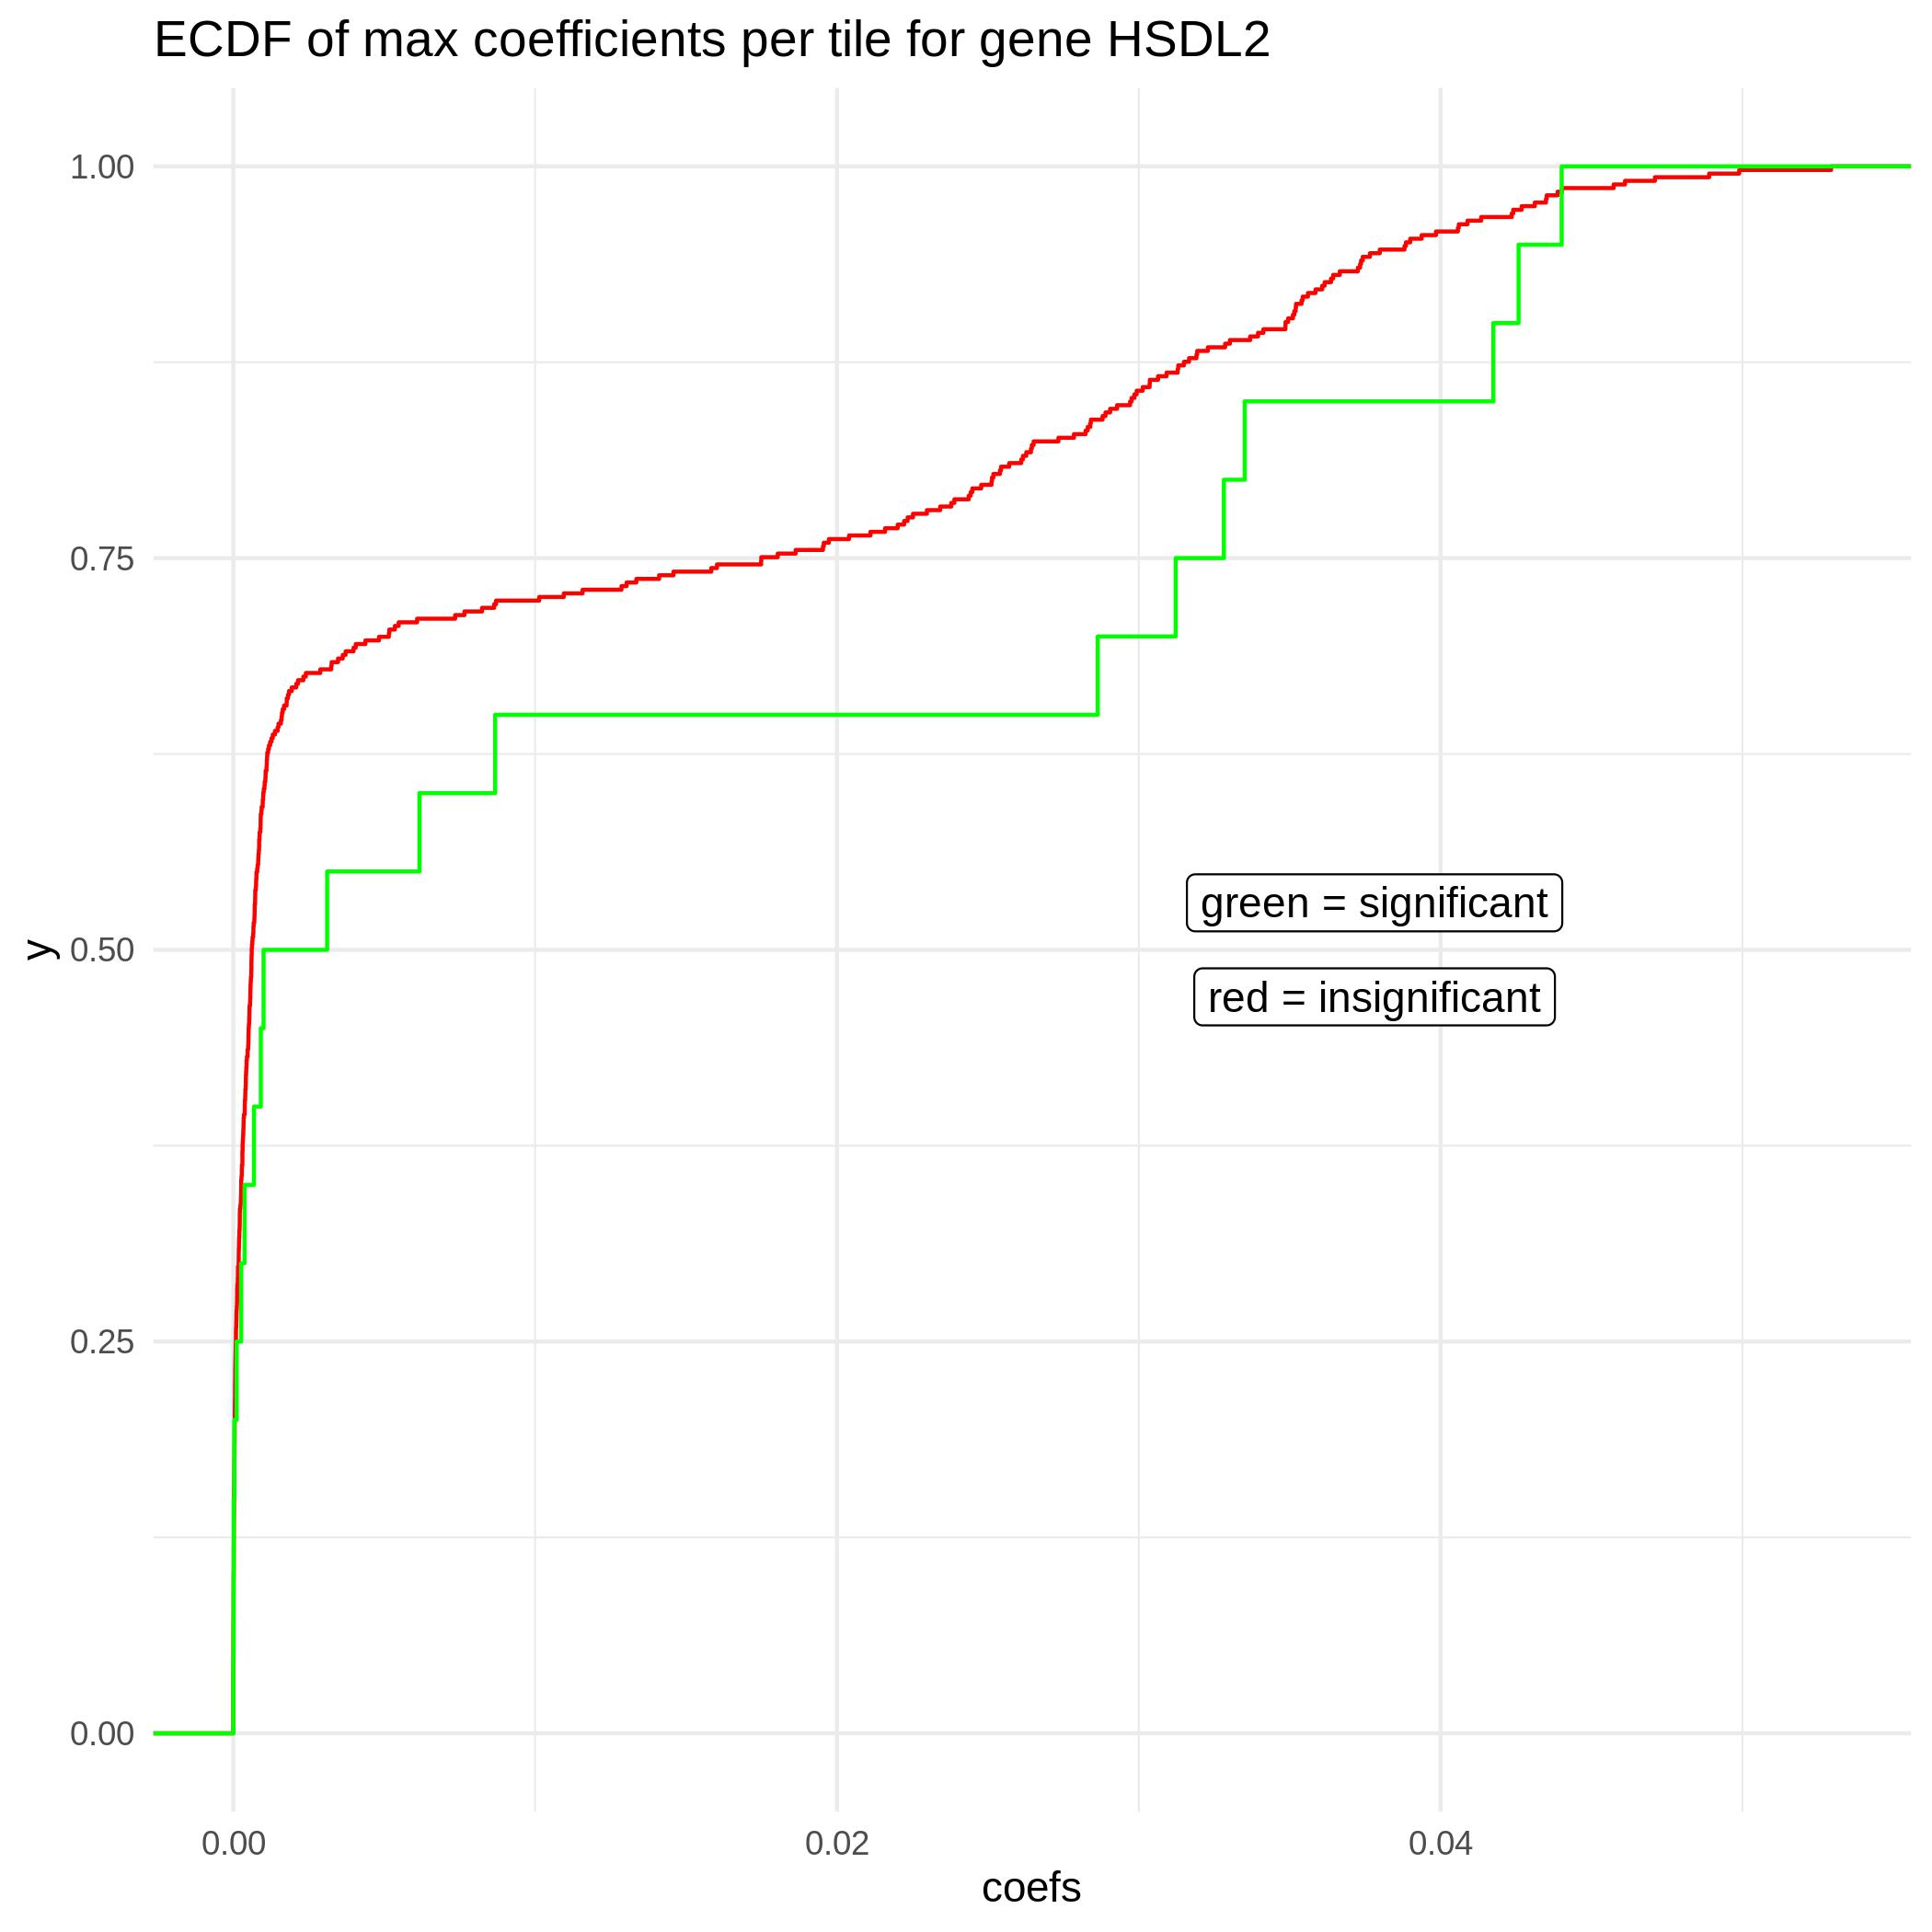 ECDF of max coefficients per tile for gene HSDL2
1.00
0.75
0.50
0.25
0.00
y
green = significant
red = insignificant
0.00 0.02 0.04
coefs